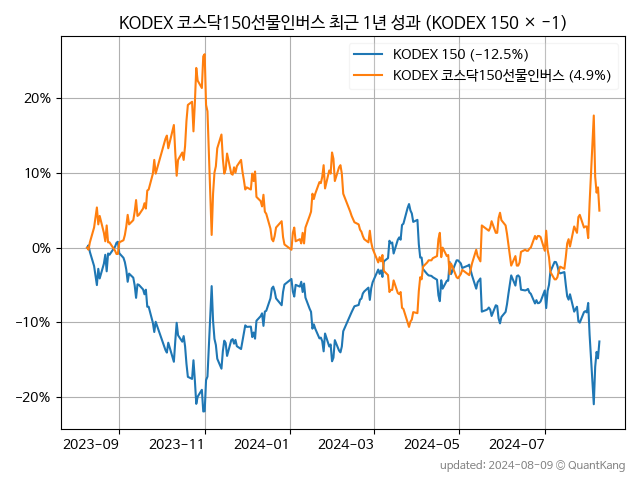 KODEX 코스닥150선물인버스 최근 1년 성과 (KODEX 150 × -1)
KODEX 150 (-12.5%)
KODEX 코스닥150선물인버스 (4.9%)
20%
10%
0%
-10%
-20%
2023-09 2023-11 2024-01 2024-03 2024-05 2024-07
updated: 2024-08-09 © QuantKang